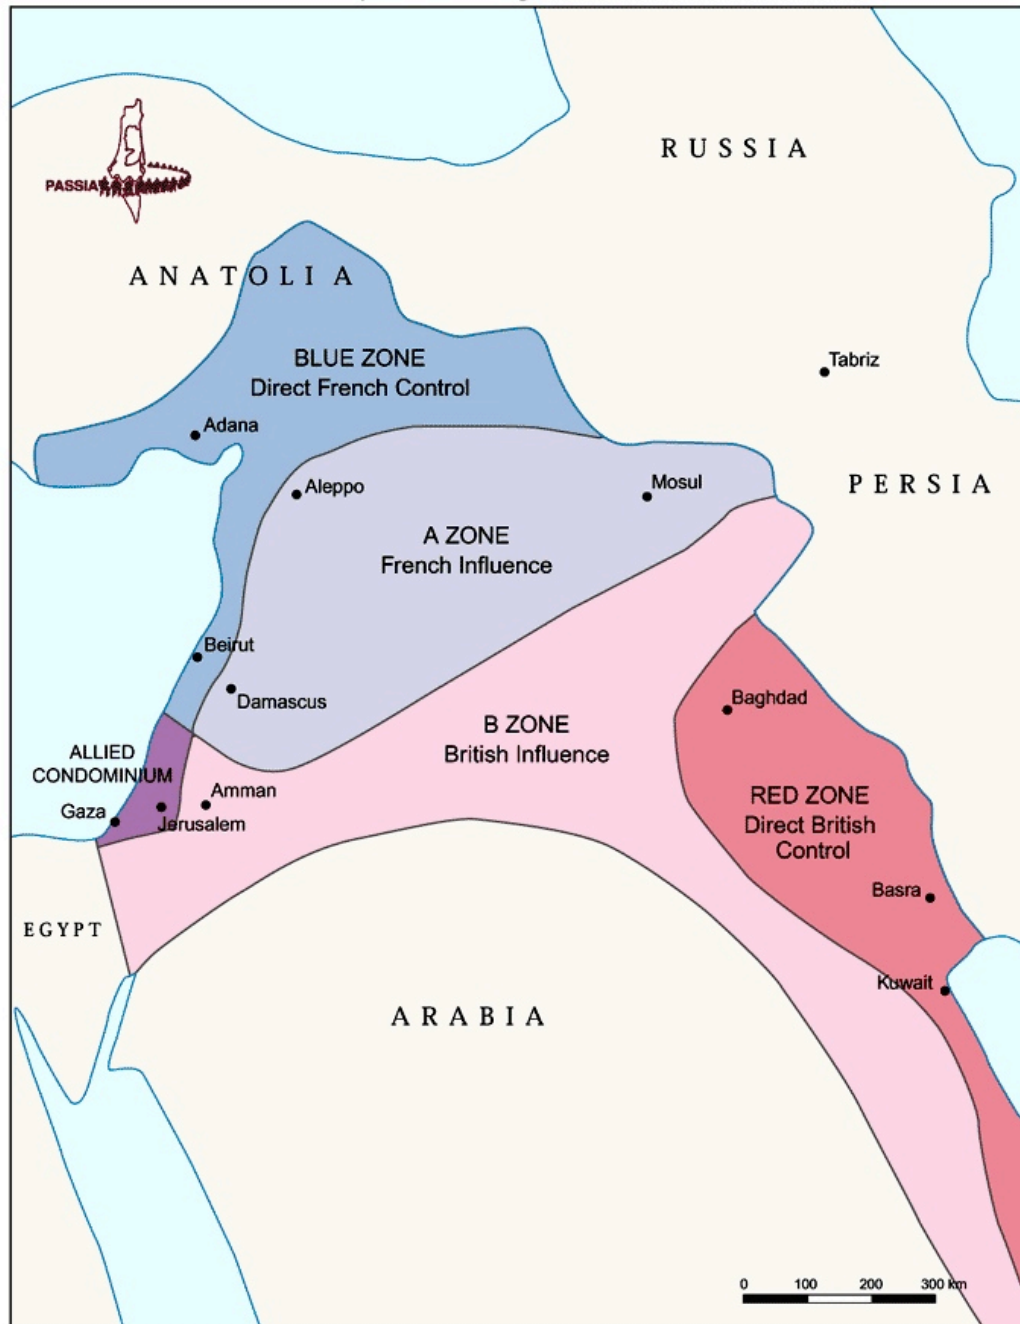 RUSSIA
PASSIA
ANATOLIA
BLUE ZONE
Direct French Control
Tabriz
Adana
Aleppo
Mosul
PERSIA
A ZONE
French Influence
Beirut
Damascus
Baghdad
B ZONE
British Influence
ALLIED
CONDOMINIUM
Amman
Gaza
Jerusalem
RED ZONE
Direct British
Control
Basra
EGYPT
Kuwait
ARABIA
0 100 200 300 km